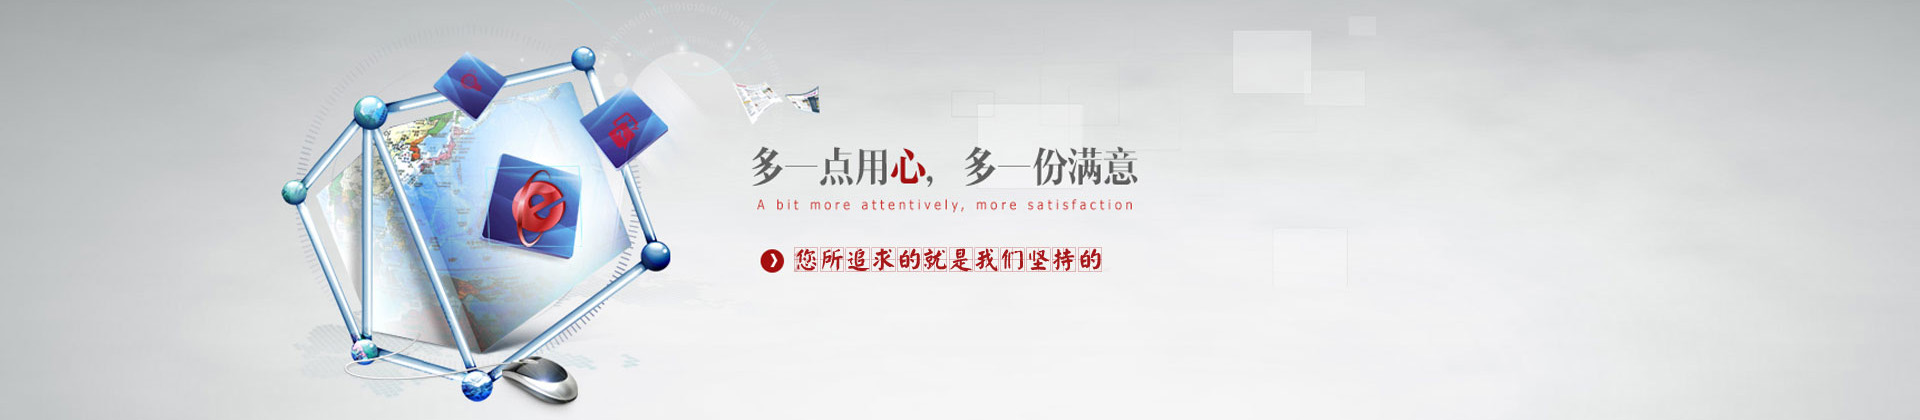 多一点用心，多一份满意
A bit more attentively, more satisfaction
您所追求的就是我们坚持的